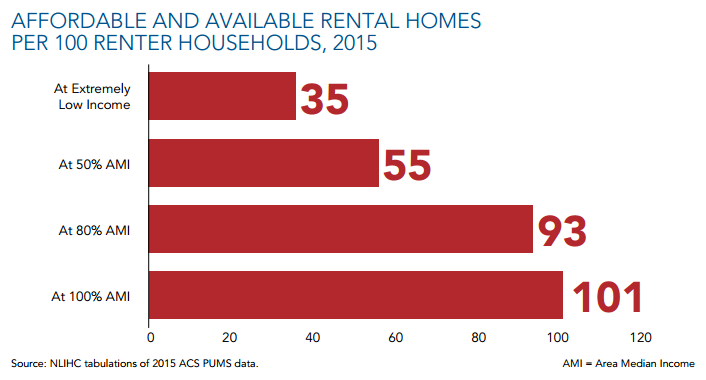 AFFORDABLE AND AVAILABLE RENTAL HOMES
PER 100 RENTER HOUSEHOLDS, 2015
At Extremely
Low Income
35
At 50% AMI
55
At 80% AMI
93
At 100% AMI
101
0 20 40 60 80 100 120
Source: NLIHC tabulations of 2015 ACS PUMS data.
AMI = Area Median Income